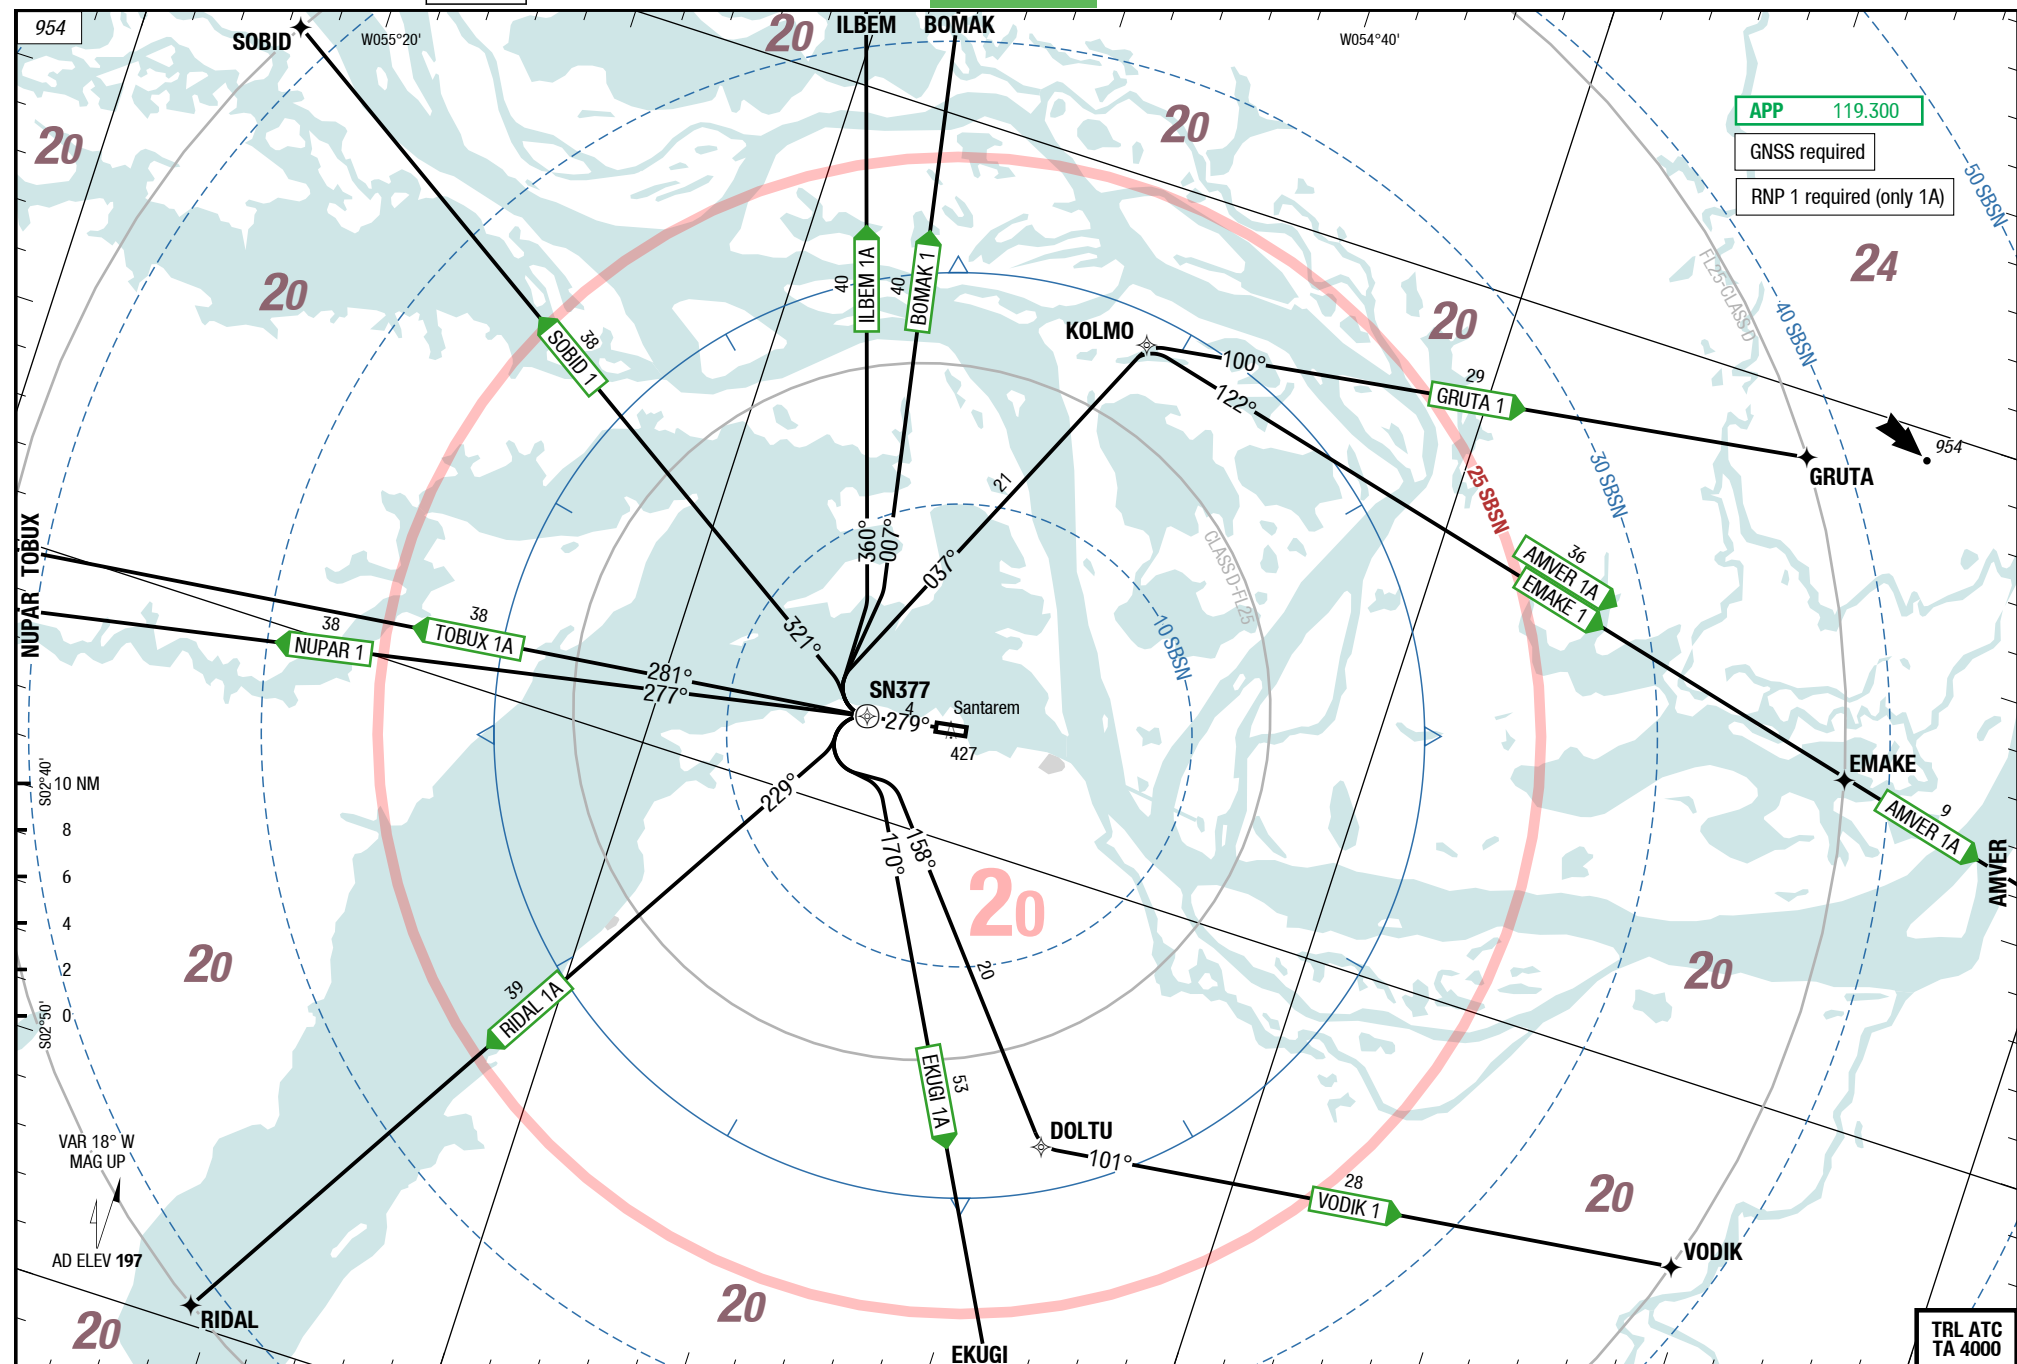 954
SOBID
W055°20'
20
ILBEM
BOMAK
W054°40'
20
20
APP 119.300
GNSS required
RNP 1 required (only 1A)
50 SBSN
24
FL25-CLASS D
40 SBSN
20
20
40
ILBEM 1A
40
BOMAK 1
38
SOBID 1
KOLMO
100°
122°
29
GRUTA 1
954
GRUTA
25 SBSN
30 SBSN
21
037°
360°
007°
CLASS D-FL25
10 SBSN
36
AMVER 1A
EMAKE 1
TOBUX
NUPAR
38
NUPAR 1
38
TOBUX 1A
321°
281°
277°
SN377
4
279°
Santarem
427
229°
S02°40'
10 NM
8
6
4
2
0
S02°50'
170°
158°
20
EMAKE
9
AMVER 1A
AMVER
20
20
20
39
RIDAL 1A
53
EKUGI 1A
DOLTU
101°
28
VODIK 1
20
VODIK
VAR 18° W
MAG UP
AD ELEV 197
RIDAL
20
20
EKUGI
TRL ATC
TA 4000